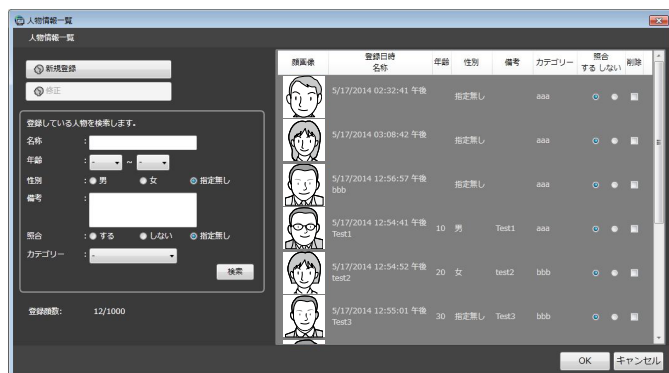 人物情報一覧
人物情報一覧
新規登録
修正
登録している人物を検索します。
名称 :
年齢 : - ~ -
性別 : 男 女 指定無し
備考 :
照合 : する しない 指定無し
カテゴリー : -
検索
登録顔数: 12/1000
顔画像 登録日時 名称 年齢 性別 備考 カテゴリー 照合 する しない 削除
5/17/2014 02:32:41 午後 指定無し aaa
5/17/2014 03:08:42 午後 指定無し aaa
5/17/2014 12:56:57 午後 指定無し aaa
bbb
5/17/2014 12:54:41 午後 10 男 Test1 aaa
Test1
5/17/2014 12:54:52 午後 20 女 test2 bbb
test2
5/17/2014 12:55:01 午後 30 指定無し Test3 bbb
Test3
OK キャンセル